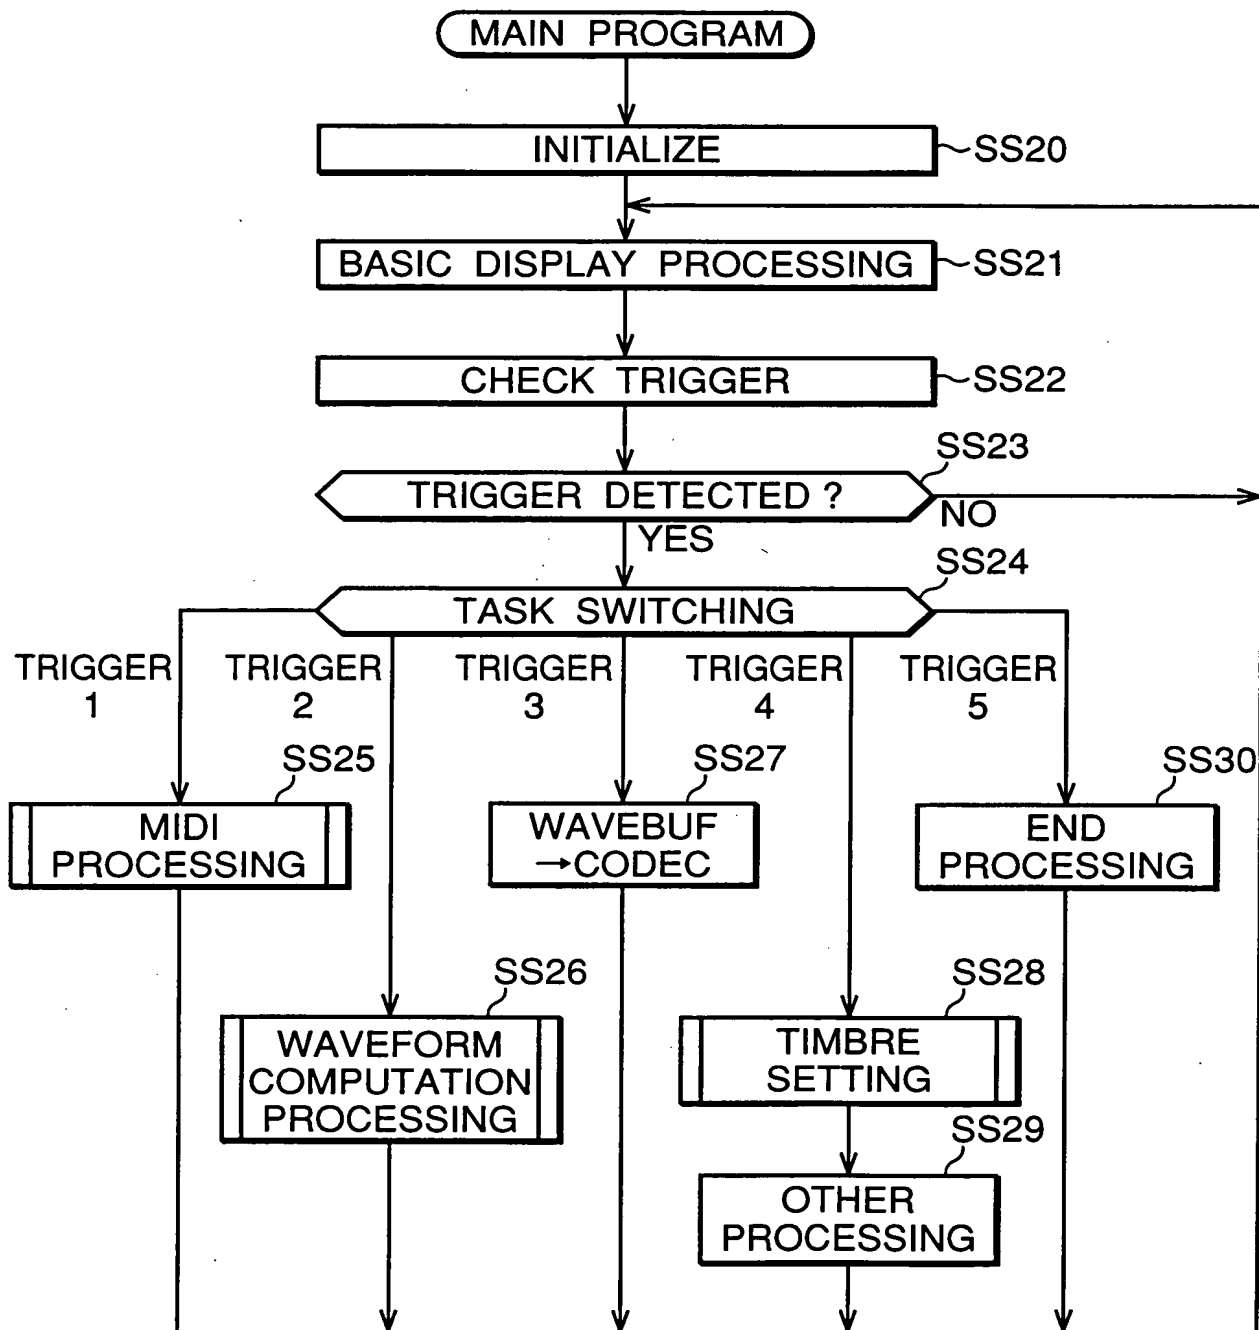 MAIN PROGRAM
INITIALIZE
SS20
BASIC DISPLAY PROCESSING
SS21
CHECK TRIGGER
SS22
SS23
TRIGGER DETECTED ?
NO
YES
SS24
TASK SWITCHING
TRIGGER
1
TRIGGER
2
TRIGGER
3
TRIGGER
4
TRIGGER
5
SS25
MIDI
PROCESSING
SS27
WAVEBUF
→CODEC
SS30
END
PROCESSING
SS26
WAVEFORM
COMPUTATION
PROCESSING
SS28
TIMBRE
SETTING
SS29
OTHER
PROCESSING